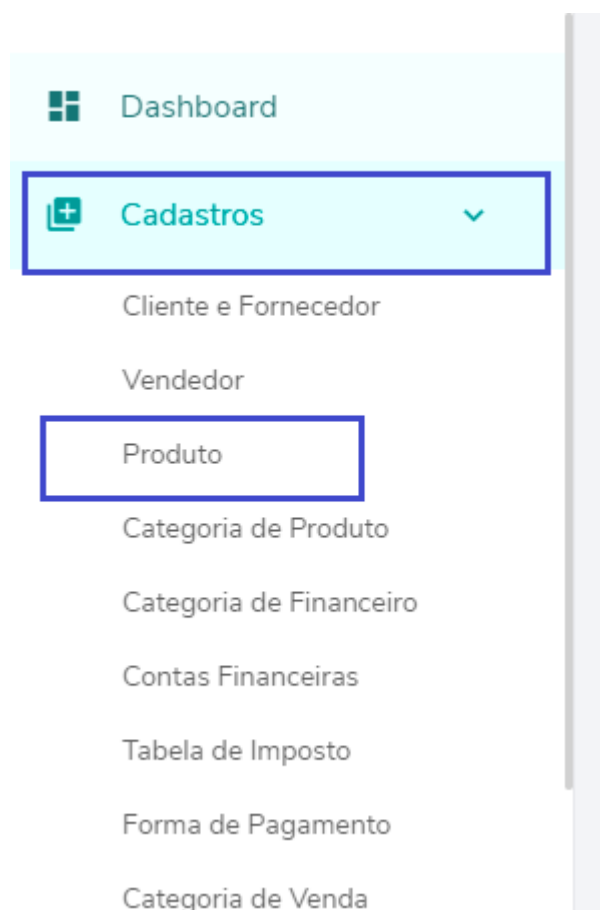 Dashboard
Cadastros
Cliente e Fornecedor
Vendedor
Produto
Categoria de Produto
Categoria de Financeiro
Contas Financeiras
Tabela de Imposto
Forma de Pagamento
Categoria de Venda